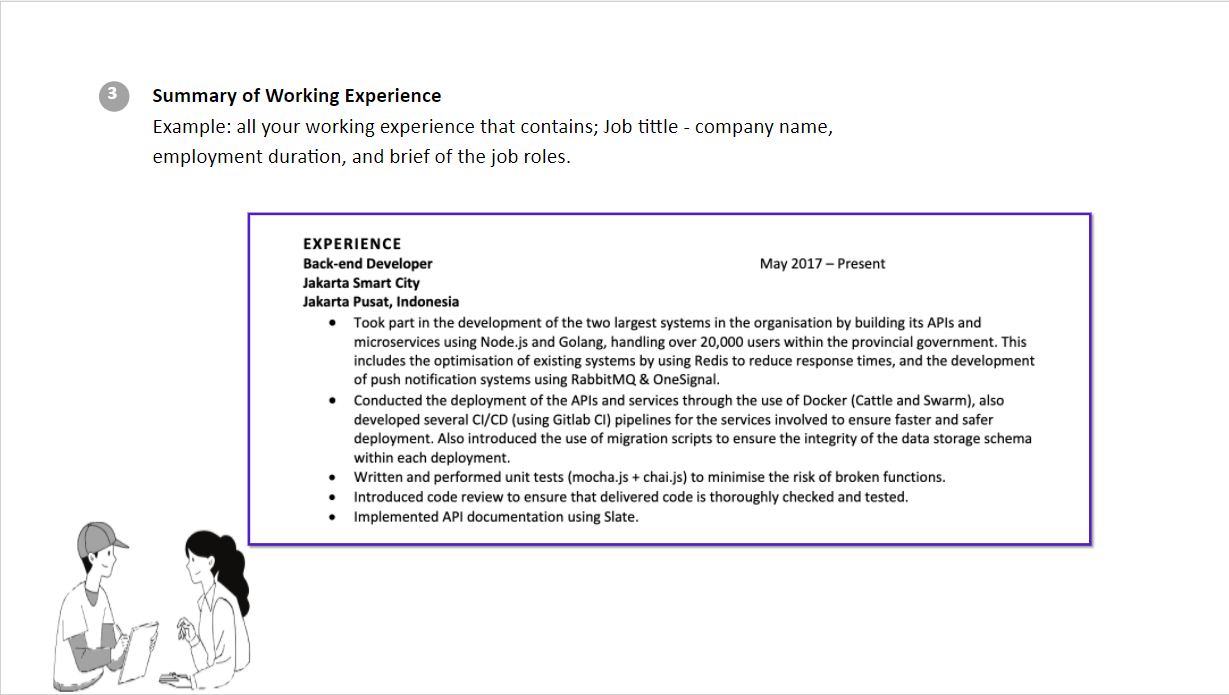 3
Summary of Working Experience
Example: all your working experience that contains; Job tittle - company name,
employment duration, and brief of the job roles.
EXPERIENCE
Back-end Developer May 2017 – Present
Jakarta Smart City
Jakarta Pusat, Indonesia
• Took part in the development of the two largest systems in the organisation by building its APIs and
microservices using Node.js and Golang, handling over 20,000 users within the provincial government. This
includes the optimisation of existing systems by using Redis to reduce response times, and the development
of push notification systems using RabbitMQ & OneSignal.
• Conducted the deployment of the APIs and services through the use of Docker (Cattle and Swarm), also
developed several CI/CD (using Gitlab CI) pipelines for the services involved to ensure faster and safer
deployment. Also introduced the use of migration scripts to ensure the integrity of the data storage schema
within each deployment.
• Written and performed unit tests (mocha.js + chai.js) to minimise the risk of broken functions.
• Introduced code review to ensure that delivered code is thoroughly checked and tested.
• Implemented API documentation using Slate.